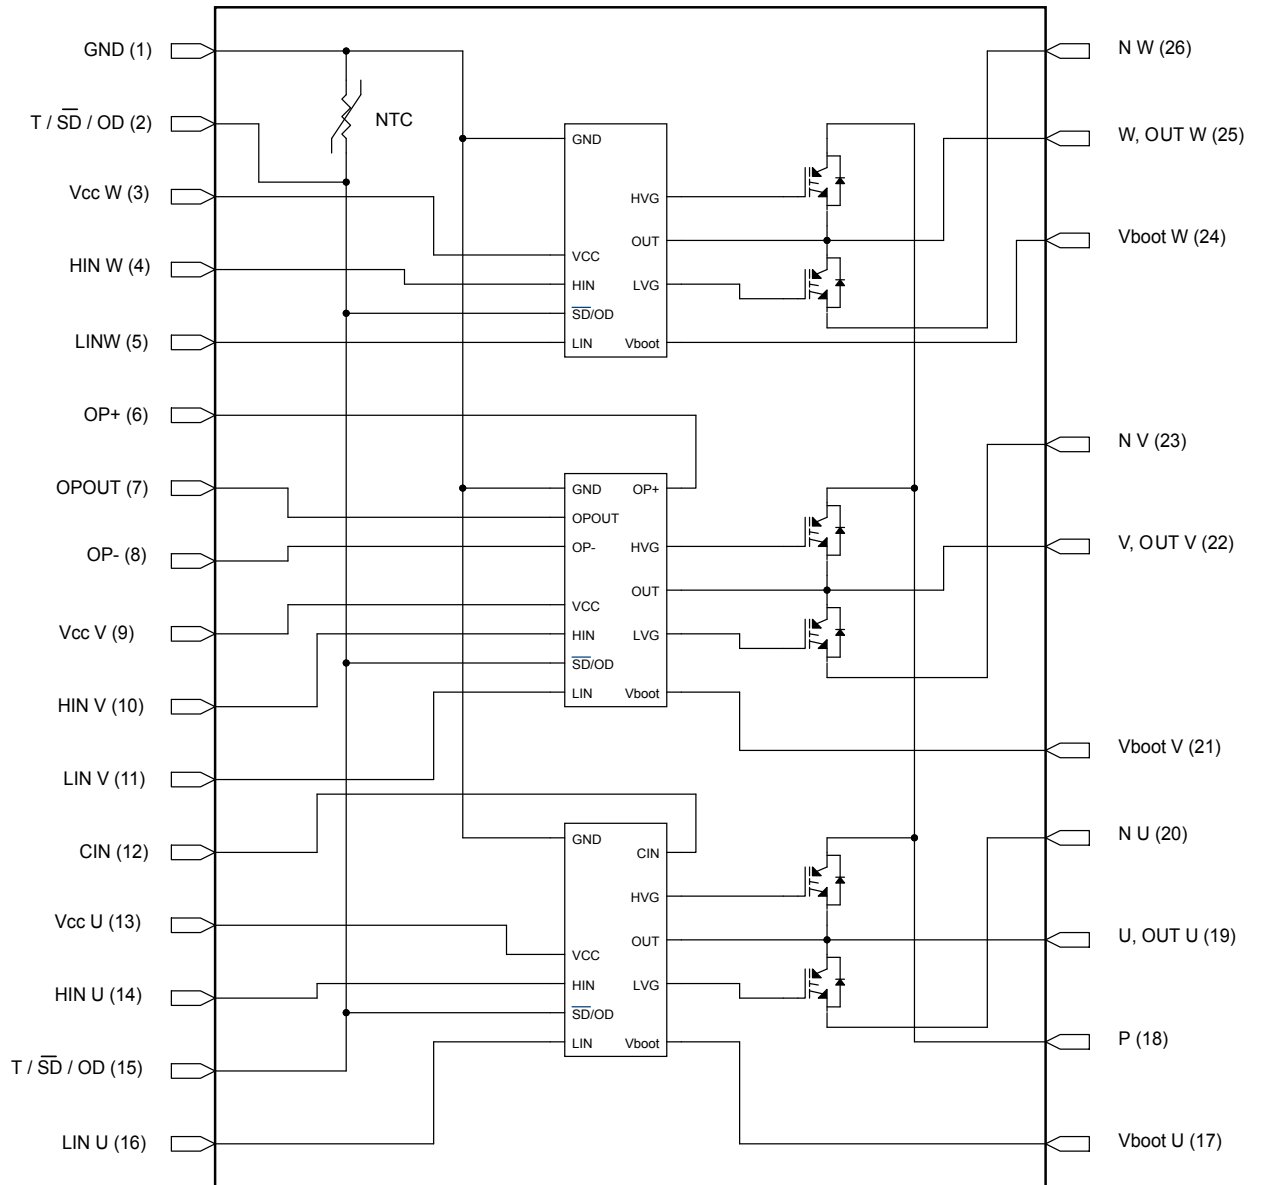 GND (1)
T / SD / OD (2)
Vcc W (3)
HIN W (4)
LINW (5)
OP+ (6)
OPOUT (7)
OP- (8)
Vcc V (9)
HIN V (10)
LIN V (11)
CIN (12)
Vcc U (13)
HIN U (14)
T / SD / OD (15)
LIN U (16)
NTC
GND
HVG
OUT
VCC
HIN
LVG
SD/OD
LIN
Vboot
GND
OP+
OPOUT
OP-
HVG
OUT
VCC
HIN
LVG
SD/OD
LIN
Vboot
GND
CIN
HVG
OUT
VCC
HIN
LVG
SD/OD
LIN
Vboot
N W (26)
W, OUT W (25)
Vboot W (24)
N V (23)
V, OUT V (22)
Vboot V (21)
N U (20)
U, OUT U (19)
P (18)
Vboot U (17)